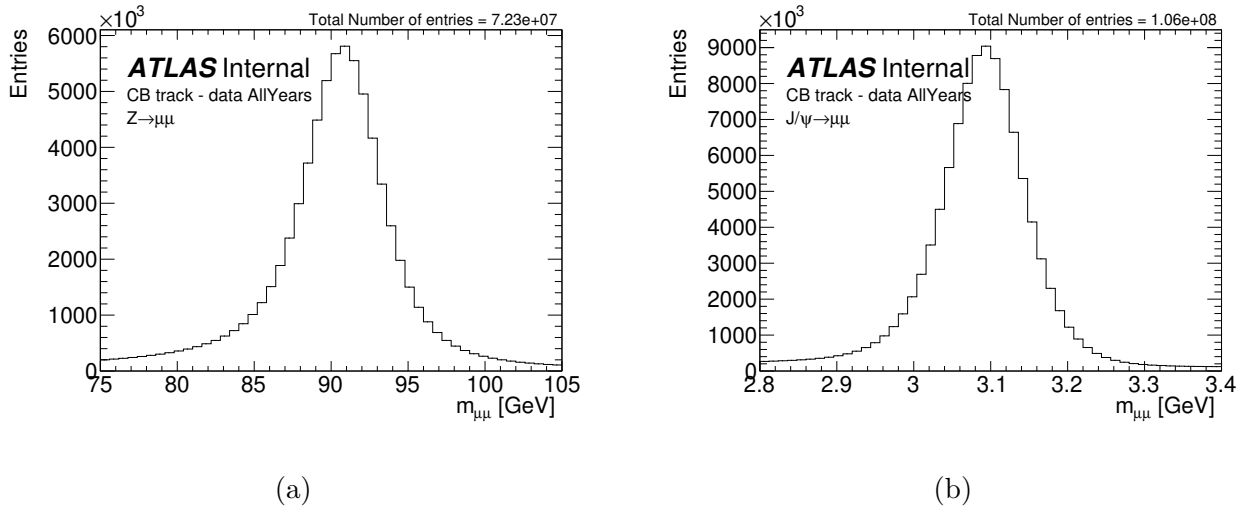 ×10³
Total Number of entries = 7.23e+07
Entries
6000
5000
4000
3000
2000
1000
0
ATLAS Internal
CB track - data AllYears
Z→μμ
75 80 85 90 95 100 105
mμμ [GeV]
(a)
×10³
Total Number of entries = 1.06e+08
Entries
9000
8000
7000
6000
5000
4000
3000
2000
1000
0
ATLAS Internal
CB track - data AllYears
J/ψ→μμ
2.8 2.9 3 3.1 3.2 3.3 3.4
mμμ [GeV]
(b)